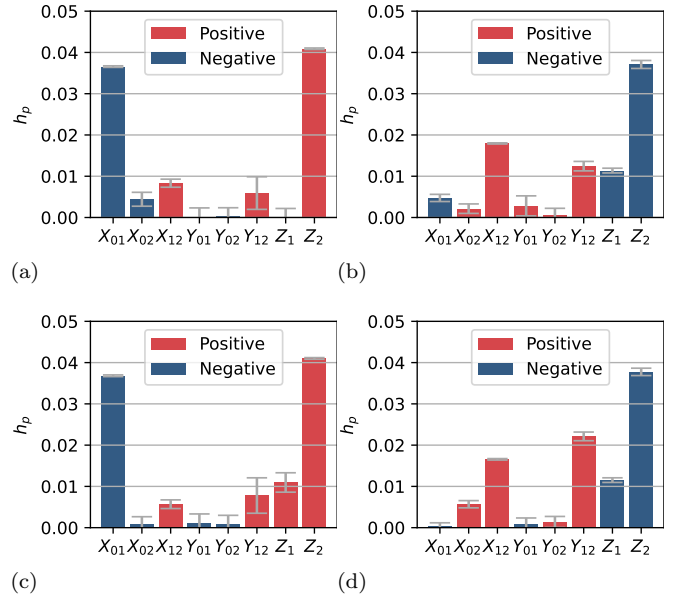 0.05
0.04
0.03
0.02
0.01
0.00
h_p
Positive
Negative
X_01 X_02 X_12 Y_01 Y_02 Y_12 Z_1 Z_2
(a)
0.05
0.04
0.03
0.02
0.01
0.00
h_p
Positive
Negative
X_01 X_02 X_12 Y_01 Y_02 Y_12 Z_1 Z_2
(b)
0.05
0.04
0.03
0.02
0.01
0.00
h_p
Positive
Negative
X_01 X_02 X_12 Y_01 Y_02 Y_12 Z_1 Z_2
(c)
0.05
0.04
0.03
0.02
0.01
0.00
h_p
Positive
Negative
X_01 X_02 X_12 Y_01 Y_02 Y_12 Z_1 Z_2
(d)